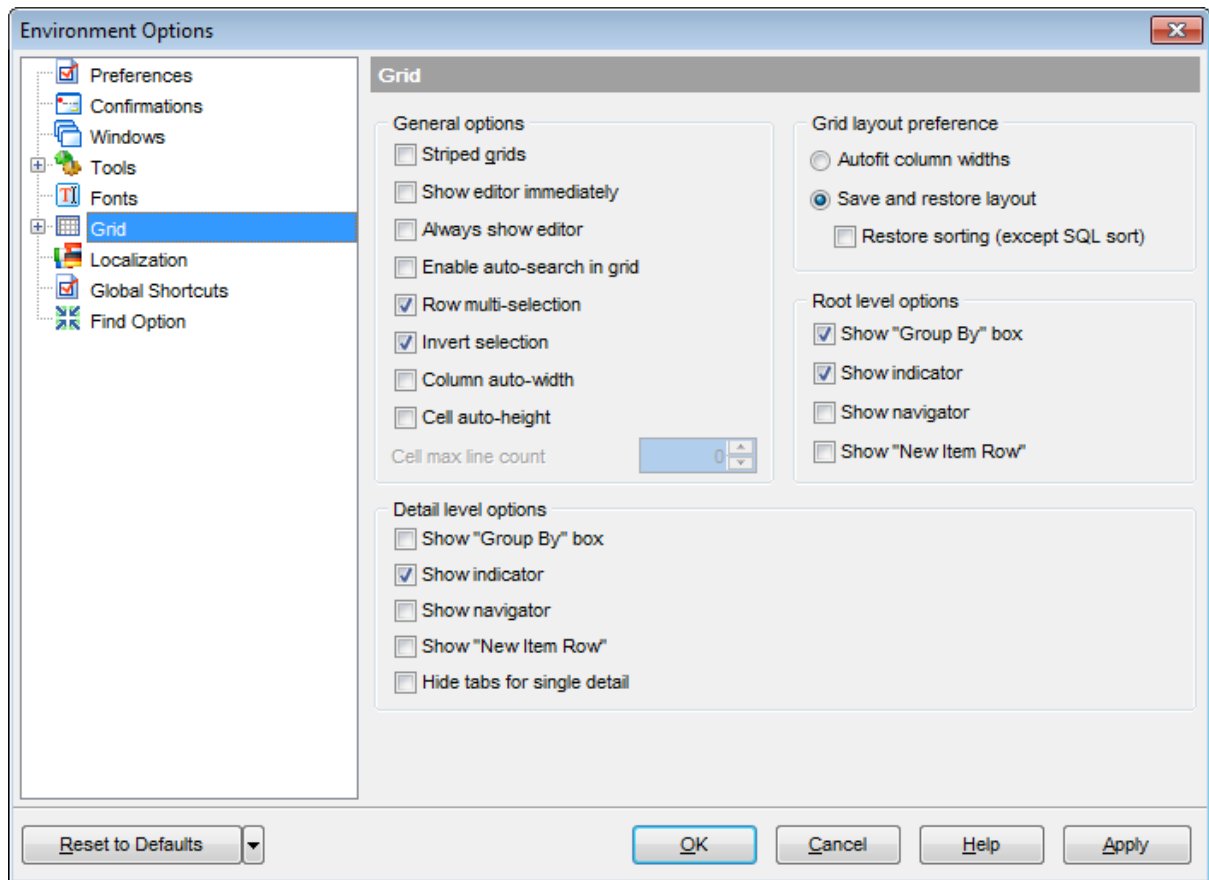 Environment Options
Preferences
Confirmations
Windows
Tools
Fonts
Grid
Localization
Global Shortcuts
Find Option
Grid
General options
Striped grids
Show editor immediately
Always show editor
Enable auto-search in grid
Row multi-selection
Invert selection
Column auto-width
Cell auto-height
Cell max line count 0
Grid layout preference
Autofit column widths
Save and restore layout
Restore sorting (except SQL sort)
Root level options
Show "Group By" box
Show indicator
Show navigator
Show "New Item Row"
Detail level options
Show "Group By" box
Show indicator
Show navigator
Show "New Item Row"
Hide tabs for single detail
Reset to Defaults
OK
Cancel
Help
Apply